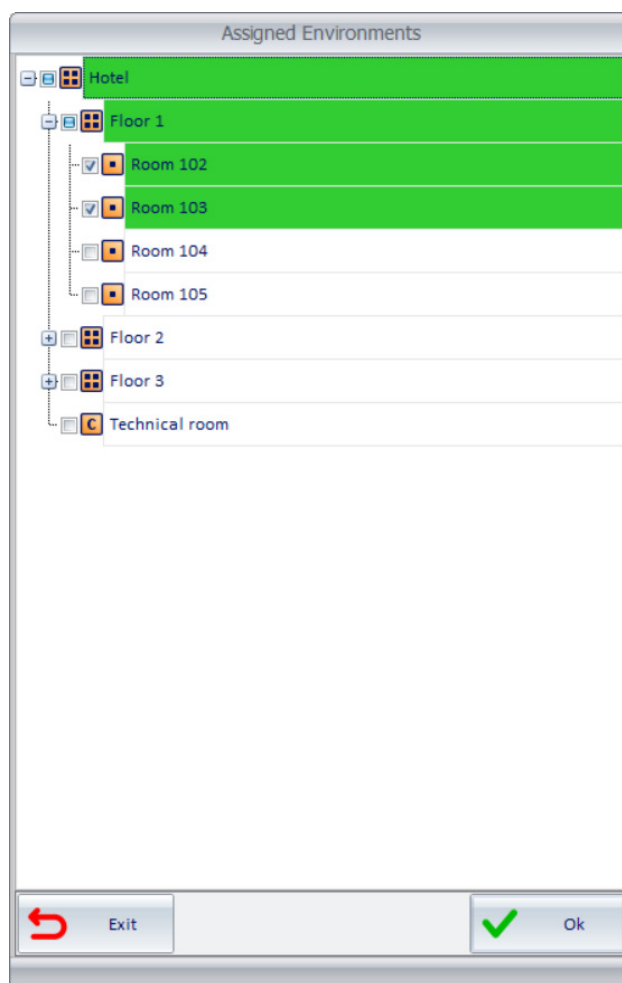 Assigned Environments
Hotel
Floor 1
Room 102
Room 103
Room 104
Room 105
Floor 2
Floor 3
C Technical room
Exit
Ok